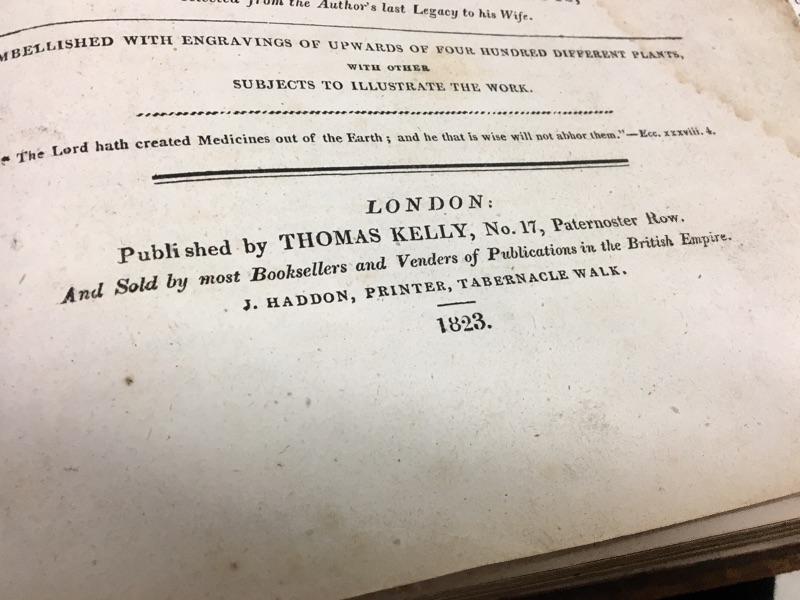 from the Author's last Legacy to his Wife.
EMBELLISHED WITH ENGRAVINGS OF UPWARDS OF FOUR HUNDRED DIFFERENT PLANTS,
WITH OTHER
SUBJECTS TO ILLUSTRATE THE WORK.
"The Lord hath created Medicines out of the Earth; and he that is wise will not abhor them."—Ecc. xxxviii. 4.
LONDON:
Published by THOMAS KELLY, No. 17, Paternoster Row.
And Sold by most Booksellers and Venders of Publications in the British Empire.
J. HADDON, PRINTER, TABERNACLE WALK.
1823.